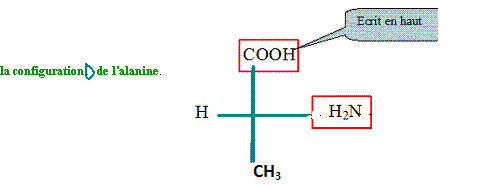 Ecrit en haut
COOH
la configuration D de l'alanine.
H
H₂N
CH₃